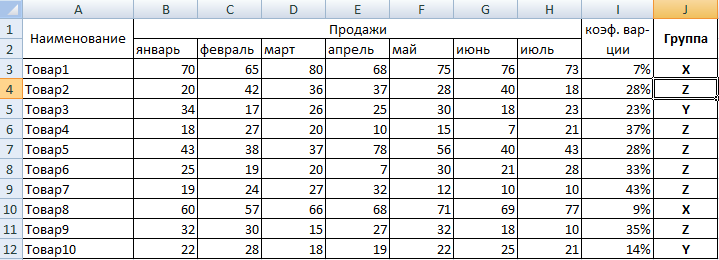 A B C D E F G H I J
1 Наименование Продажи коэф. вар-ции Группа
2 январь февраль март апрель май июнь июль
3 Товар1 70 65 80 68 75 76 73 7% X
4 Товар2 20 42 36 37 28 40 18 28% Z
5 Товар3 34 17 26 25 30 18 23 23% Y
6 Товар4 18 27 20 10 15 7 21 37% Z
7 Товар5 43 38 37 78 56 40 43 28% Z
8 Товар6 25 19 20 7 30 21 28 33% Z
9 Товар7 19 24 27 32 12 10 10 43% Z
10 Товар8 60 57 66 68 71 69 77 9% X
11 Товар9 32 30 15 27 32 18 10 35% Z
12 Товар10 22 28 18 19 22 25 21 14% Y